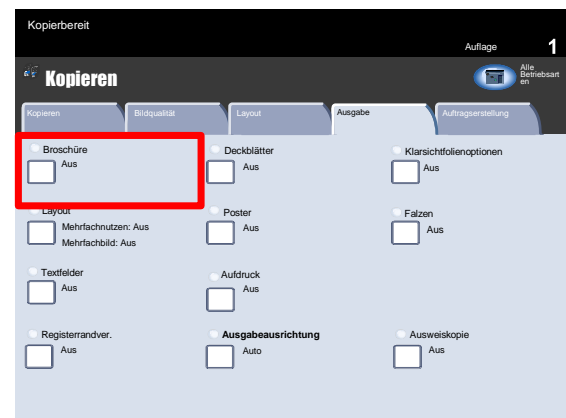 Kopierbereit
Auflage 1
Kopieren
Alle
Betriebsart
en
Kopieren Bildqualität Layout Ausgabe Auftragserstellung
Broschüre Deckblätter Klarsichtfolienoptionen
Aus Aus Aus
Layout Poster Falzen
Mehrfachnutzen: Aus Aus Aus
Mehrfachbild: Aus
Textfelder Aufdruck
Aus Aus
Registerrandver. Ausgabeausrichtung Ausweiskopie
Aus Auto Aus